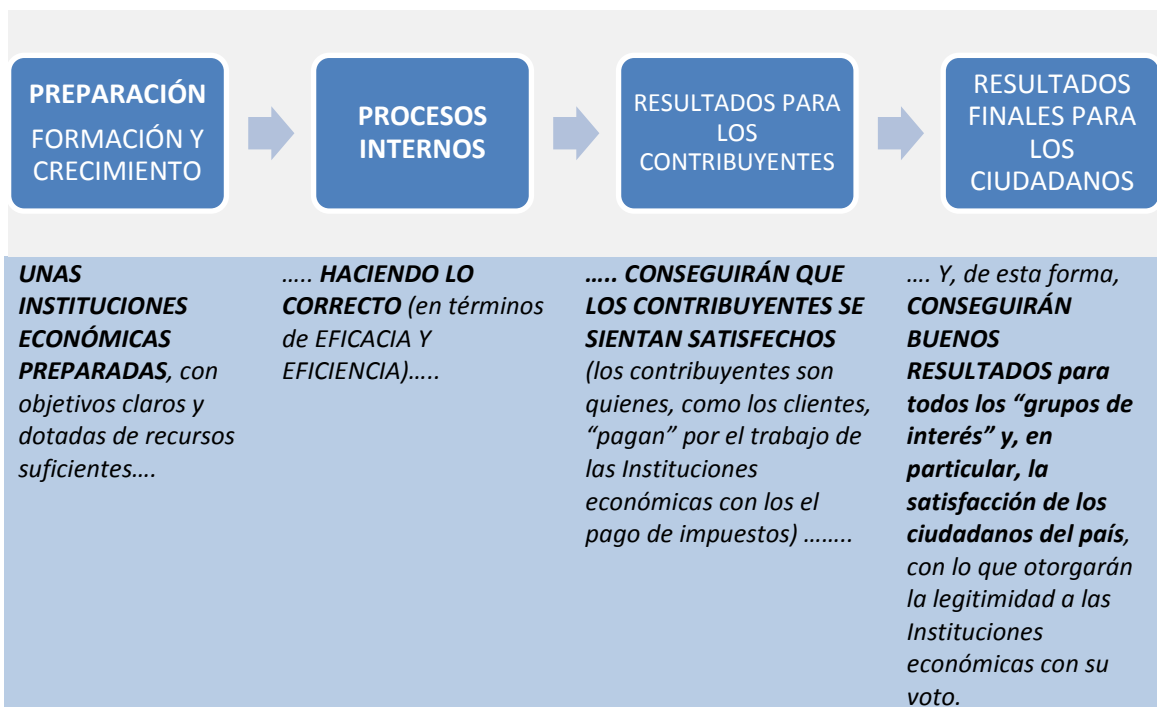 PREPARACIÓN
FORMACIÓN Y
CRECIMIENTO
PROCESOS
INTERNOS
RESULTADOS PARA
LOS
CONTRIBUYENTES
RESULTADOS
FINALES PARA
LOS
CIUDADANOS
UNAS
INSTITUCIONES
ECONÓMICAS
PREPARADAS, con
objetivos claros y
dotadas de recursos
suficientes….
….. HACIENDO LO
CORRECTO (en términos
de EFICACIA Y
EFICIENCIA)…..
….. CONSEGUIRÁN QUE
LOS CONTRIBUYENTES SE
SIENTAN SATISFECHOS
(los contribuyentes son
quienes, como los clientes,
“pagan” por el trabajo de
las Instituciones
económicas con los el
pago de impuestos) ……..
…. Y, de esta forma,
CONSEGUIRÁN
BUENOS
RESULTADOS para
todos los “grupos de
interés” y, en
particular, la
satisfacción de los
ciudadanos del país,
con lo que otorgarán
la legitimidad a las
Instituciones
económicas con su
voto.